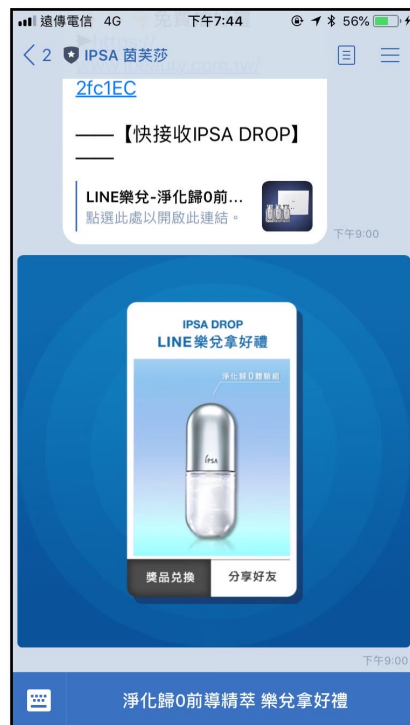 遠傳電信 4G 下午7:44 56%
2 IPSA 茵芙莎
2fc1EC
——【快接收IPSA DROP】
——
LINE樂兌-淨化歸0前...
點選此處以開啟此連結。
下午9:00
IPSA DROP
LINE樂兌拿好禮
淨化歸0體驗組
IPSA
獎品兌換 分享好友
下午9:00
淨化歸0前導精萃 樂兌拿好禮